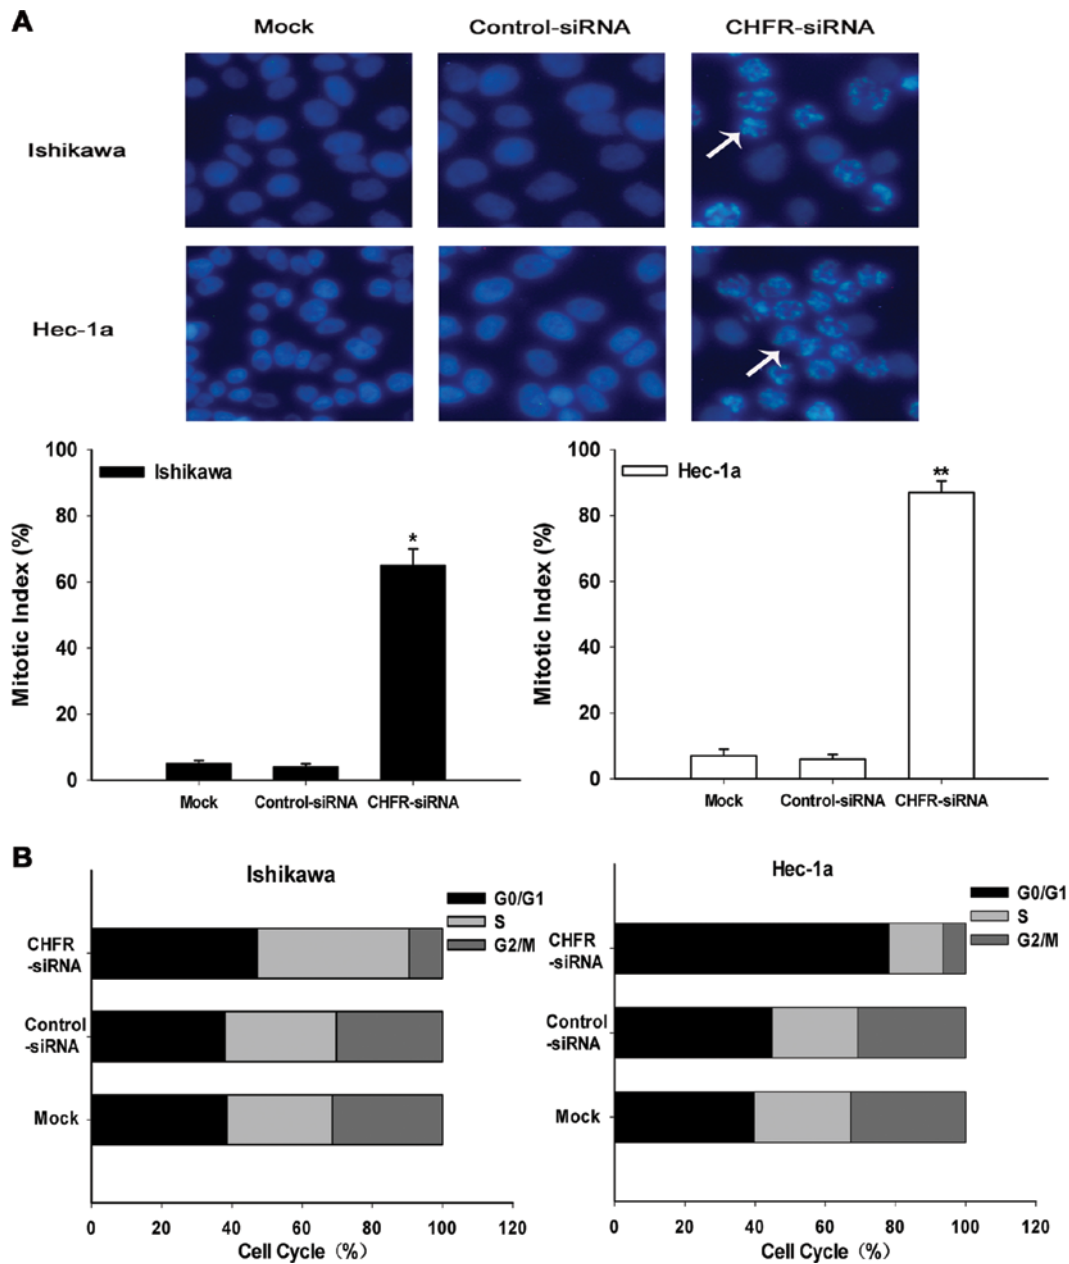 A
Mock Control-siRNA CHFR-siRNA
Ishikawa
Hec-1a
100
80
60
40
20
0
Mitotic Index (%)
Ishikawa
*
Mock Control-siRNA CHFR-siRNA
100
80
60
40
20
0
Mitotic Index (%)
Hec-1a
**
Mock Control-siRNA CHFR-siRNA
B
Ishikawa
G0/G1
S
G2/M
CHFR
-siRNA
Control
-siRNA
Mock
0 20 40 60 80 100 120
Cell Cycle (%)
Hec-1a
G0/G1
S
G2/M
CHFR
-siRNA
Control
-siRNA
Mock
0 20 40 60 80 100 120
Cell Cycle (%)